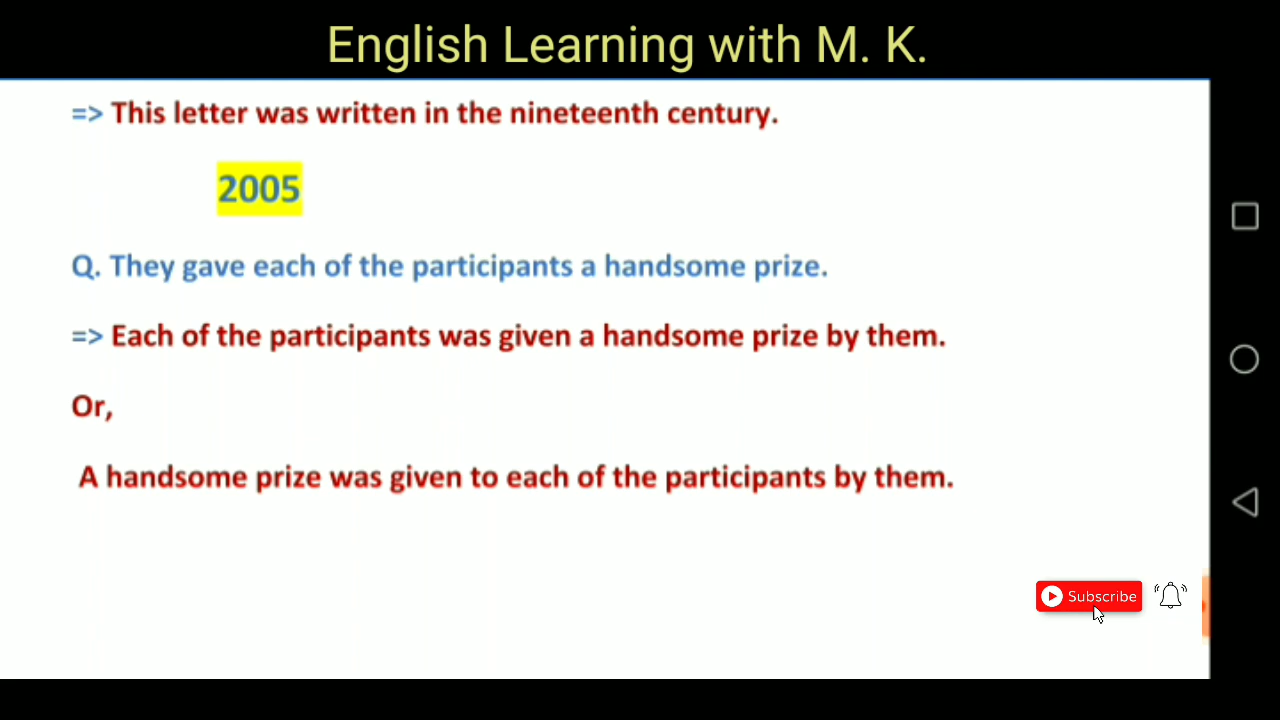 English Learning with M. K.
=> This letter was written in the nineteenth century.
2005
Q. They gave each of the participants a handsome prize.
=> Each of the participants was given a handsome prize by them.
Or,
A handsome prize was given to each of the participants by them.
Subscribe